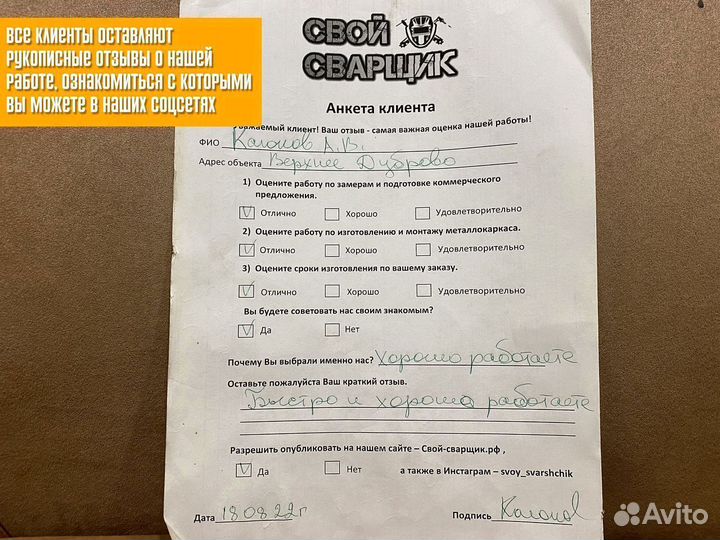 ВСЕ КЛИЕНТЫ ОСТАВЛЯЮТ
РУКОПИСНЫЕ ОТЗЫВЫ О НАШЕЙ
РАБОТЕ, ОЗНАКОМИТЬСЯ С КОТОРЫМИ
ВЫ МОЖЕТЕ В НАШИХ СОЦСЕТЯХ
СВОЙ
СВАРЩИК
Анкета клиента
Уважаемый клиент! Ваш отзыв - самая важная оценка нашей работы!
ФИО А.В.
Адрес объекта Верхнее Дуброво
1) Оцените работу по замерам и подготовке коммерческого
предложения.
Отлично Хорошо Удовлетворительно
2) Оцените работу по изготовлению и монтажу металлокаркаса.
Отлично Хорошо Удовлетворительно
3) Оцените сроки изготовления по вашему заказу.
Отлично Хорошо Удовлетворительно
Вы будете советовать нас своим знакомым?
Да Нет
Почему Вы выбрали именно нас? Хорошо работаете
Оставьте пожалуйста Ваш краткий отзыв.
Быстро и хорошо работаете
Разрешить опубликовать на нашем сайте – Свой-сварщик.рф ,
Да Нет а также в Инстаграм – svoy_svarshchik
Дата 18.08.22г Подпись
Avito